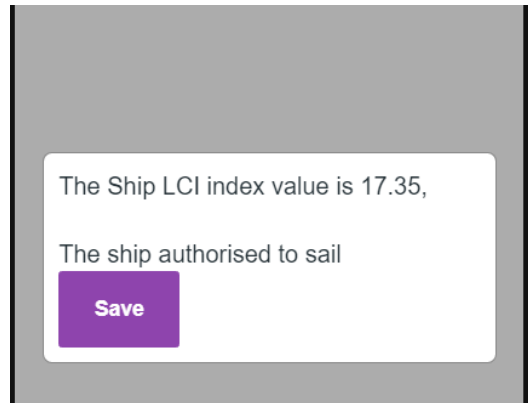 The Ship LCI index value is 17.35,
The ship authorised to sail
Save